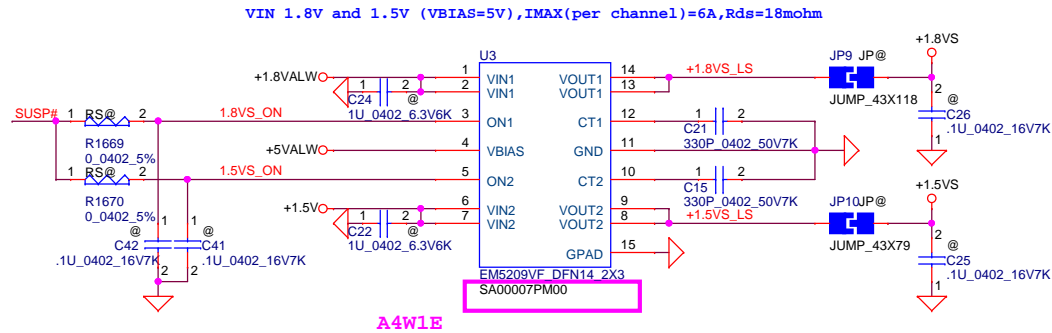 VIN 1.8V and 1.5V (VBIAS=5V),IMAX(per channel)=6A,Rds=18mohm
+1.8VS
U3
JP9 JP@
+1.8VALW
1 VIN1 VOUT1 14 +1.8VS_LS
2 VIN1 VOUT1 13
1 2
C24 @
1U_0402_6.3V6K
JUMP_43X118
1 2
@
C26
.1U_0402_16V7K
SUSP# 1 RS@ 2 1.8VS_ON 3 ON1 CT1 12 1 2
R1669
0_0402_5%
C21
330P_0402_50V7K
+5VALW 4 VBIAS GND 11
1 RS@ 2 1.5VS_ON 5 ON2 CT2 10 1 2
R1670
0_0402_5%
C15
330P_0402_50V7K
+1.5VS
+1.5V 6 VIN2 VOUT2 9
7 VIN2 VOUT2 8 +1.5VS_LS
JP10JP@
1 2
C22 @
1U_0402_6.3V6K
JUMP_43X79
@ 1 1 @
C42 C41
.1U_0402_16V7K .1U_0402_16V7K
2 2
GPAD 15
2
@
C25
.1U_0402_16V7K
1
EM5209VF_DFN14_2X3
SA00007PM00
A4W1E